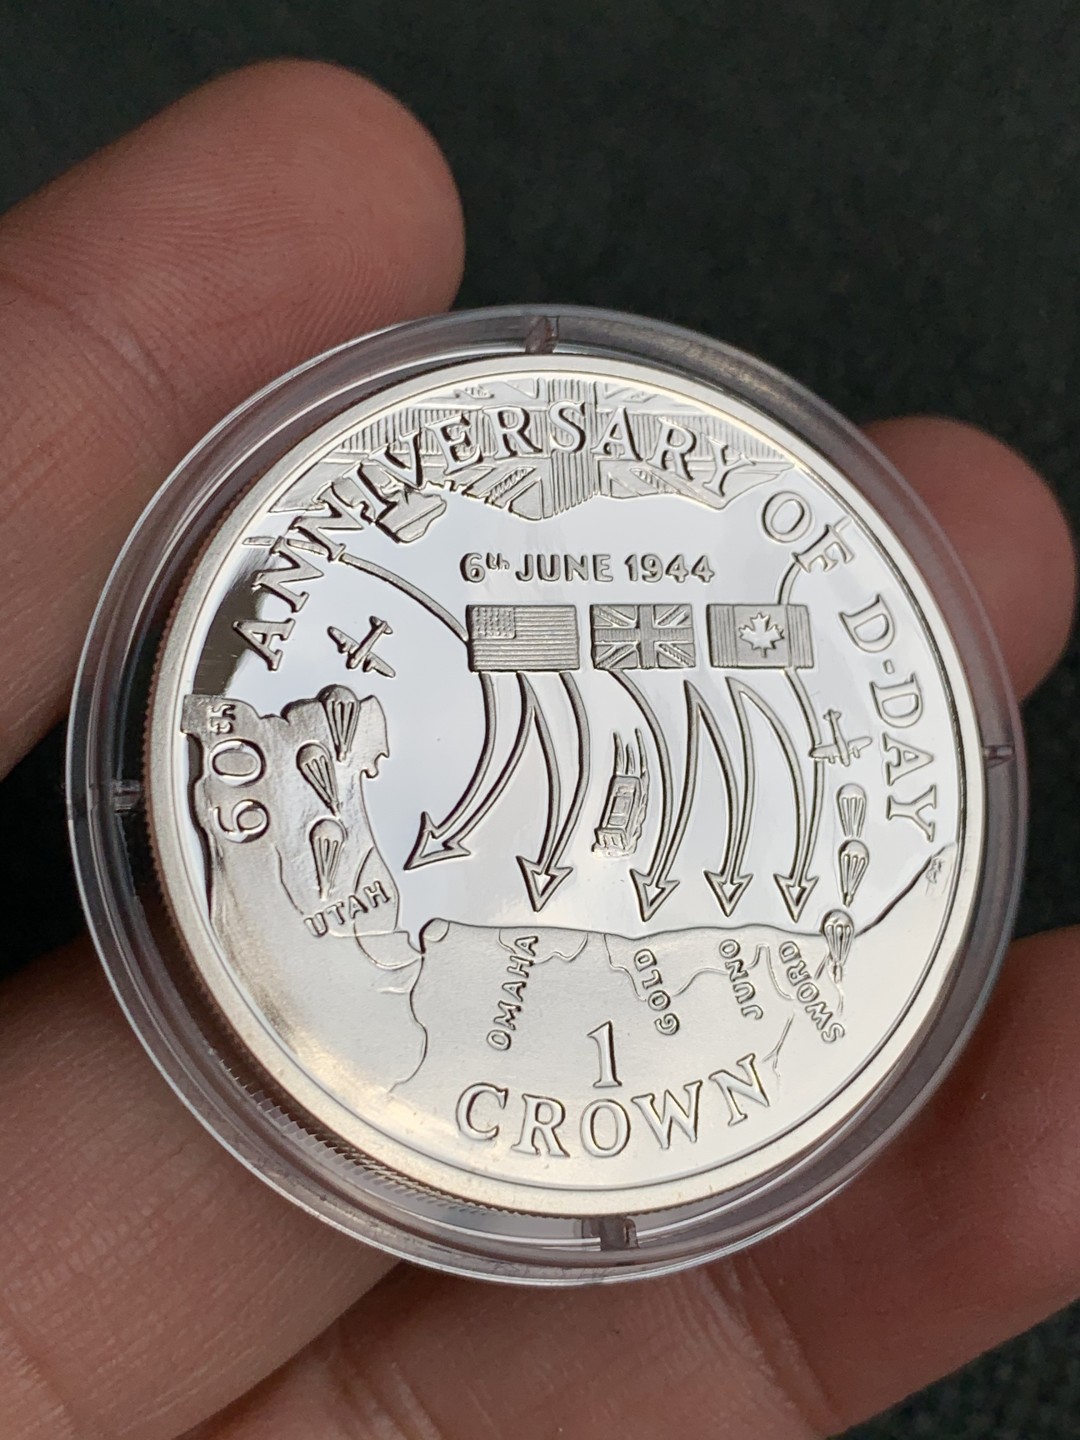 60th ANNIVERSARY OF D·DAY
6th JUNE 1944
UTAH
OMAHA
GOLD
JUNO
SWORD
1
CROWN